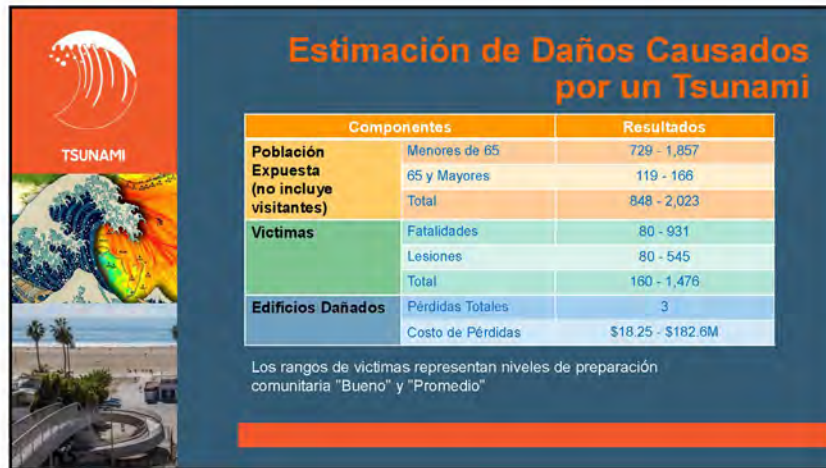 Estimación de Daños Causados
por un Tsunami
TSUNAMI
Componentes Resultados
Población
Expuesta
(no incluye
visitantes)
Menores de 65 729 - 1,857
65 y Mayores 119 - 166
Total 848 - 2,023
Victimas Fatalidades 80 - 931
Lesiones 80 - 545
Total 160 - 1,476
Edificios Dañados Pérdidas Totales 3
Costo de Pérdidas $18.25 - $182.6M
Los rangos de victimas representan niveles de preparación
comunitaria "Bueno" y "Promedio"